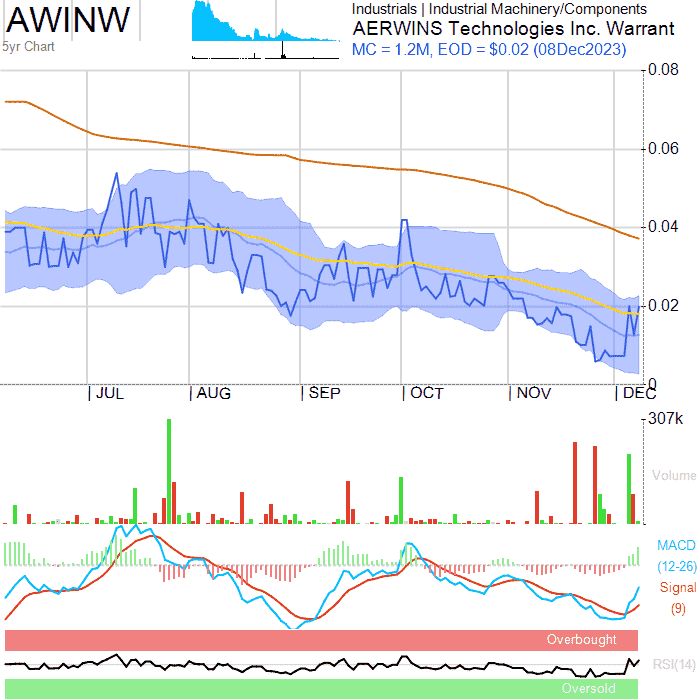 AWINW
5yr Chart
Industrials | Industrial Machinery/Components
AERWINS Technologies Inc. Warrant
MC = 1.2M, EOD = $0.02 (08Dec2023)
0.08
0.06
0.04
0.02
0
JUL
AUG
SEP
OCT
NOV
DEC
307k
Volume
MACD
(12-26)
Signal
(9)
Overbought
RSI(14)
Oversold